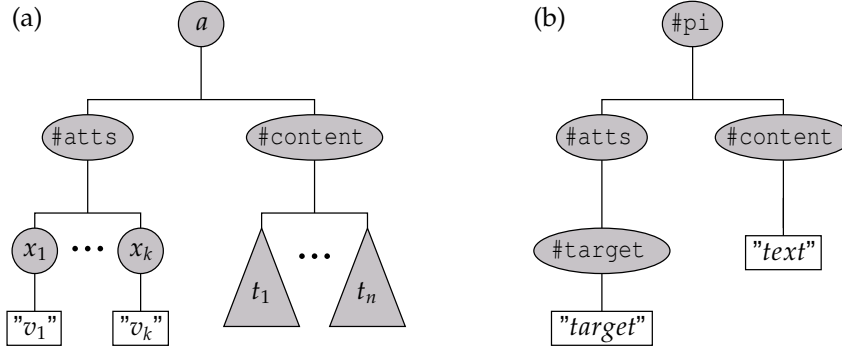 (a) a (b) #pi
#atts #content #atts #content
x₁ ••• xₖ ••• #target "text"
t₁ tₙ
"v₁" "vₖ" "target"